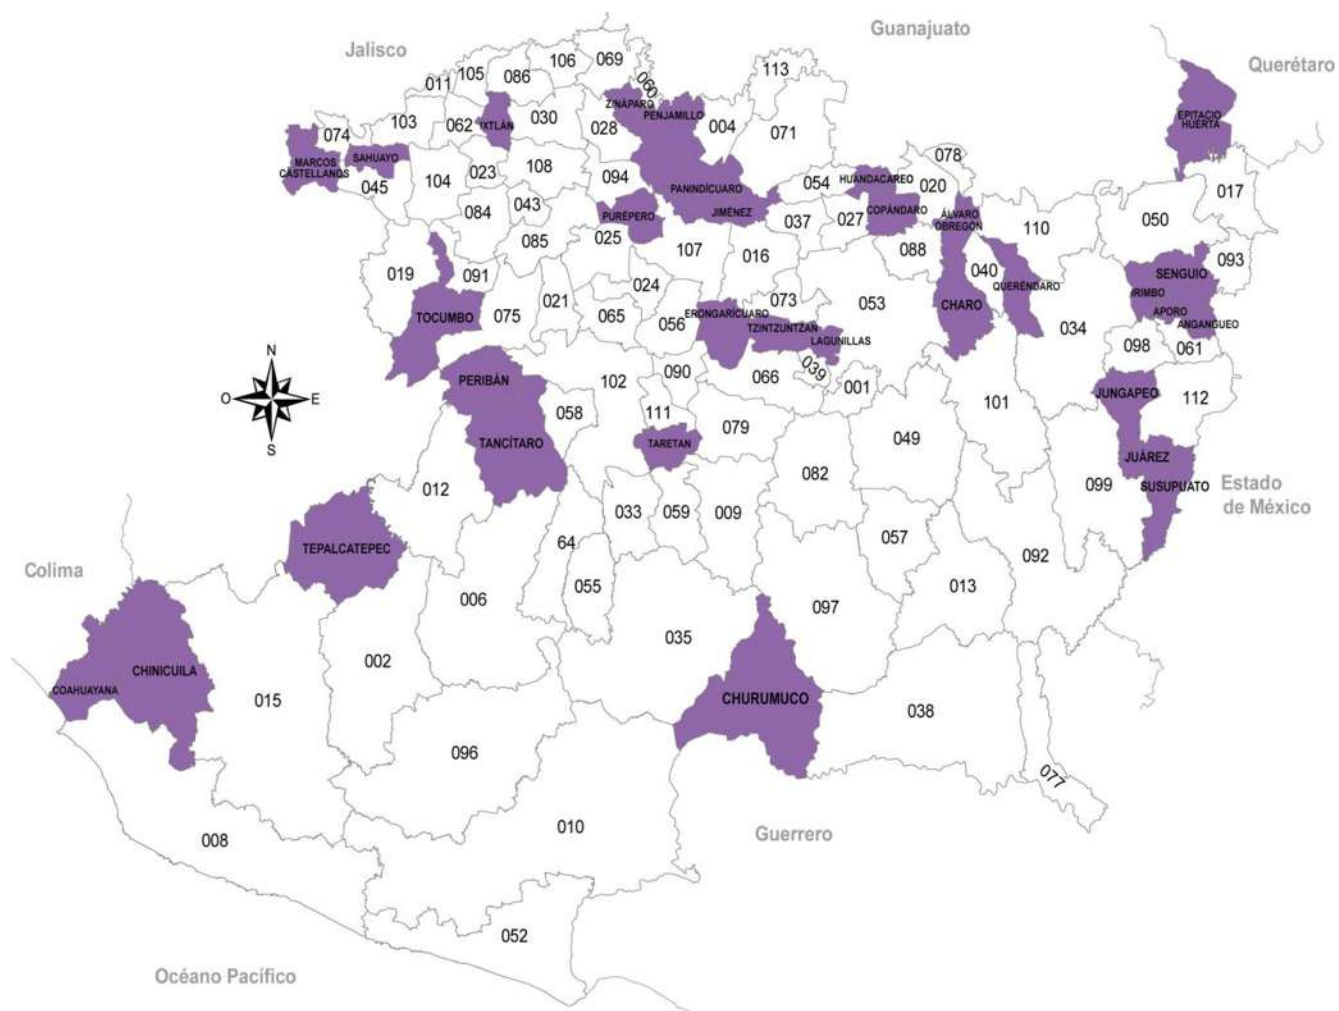 Guanajuato
Jalisco
Querétaro
106
069
105
086
011
060
113
ZINÁPARO
PENJAMILLO
EPITACIO
HUERTA
103
062
IXTLÁN
030
028
004
071
074
MARCOS
CASTELLANOS
SAHUAYO
045
104
023
108
094
PANINDÍCUARO
JIMÉNEZ
054
HUANDACAREO
020
078
017
084
043
PURÉPERO
037
027
COPÁNDARO
ÁLVARO
OBREGÓN
110
050
085
025
107
016
088
040
093
019
091
024
073
053
QUERÉNDARO
SENGUIO
IRIMBO
APORO
ANGANGUEO
TOCUMBO
075
021
065
056
ERONGARÍCUARO
TZINTZUNTZAN
LAGUNILLAS
CHARO
034
098
061
N
O
E
S
PERIBÁN
102
090
066
039
001
JUNGAPEO
112
058
111
101
TANCÍTARO
TARETAN
079
049
JUÁREZ
012
082
099
SUSUPUATO
Estado
de México
033
059
009
TEPALCATEPEC
64
057
Colima
055
092
006
013
097
035
002
CHINICUILA
COAHUAYANA
015
CHURUMUCO
038
096
077
008
010
Guerrero
052
Océano Pacífico